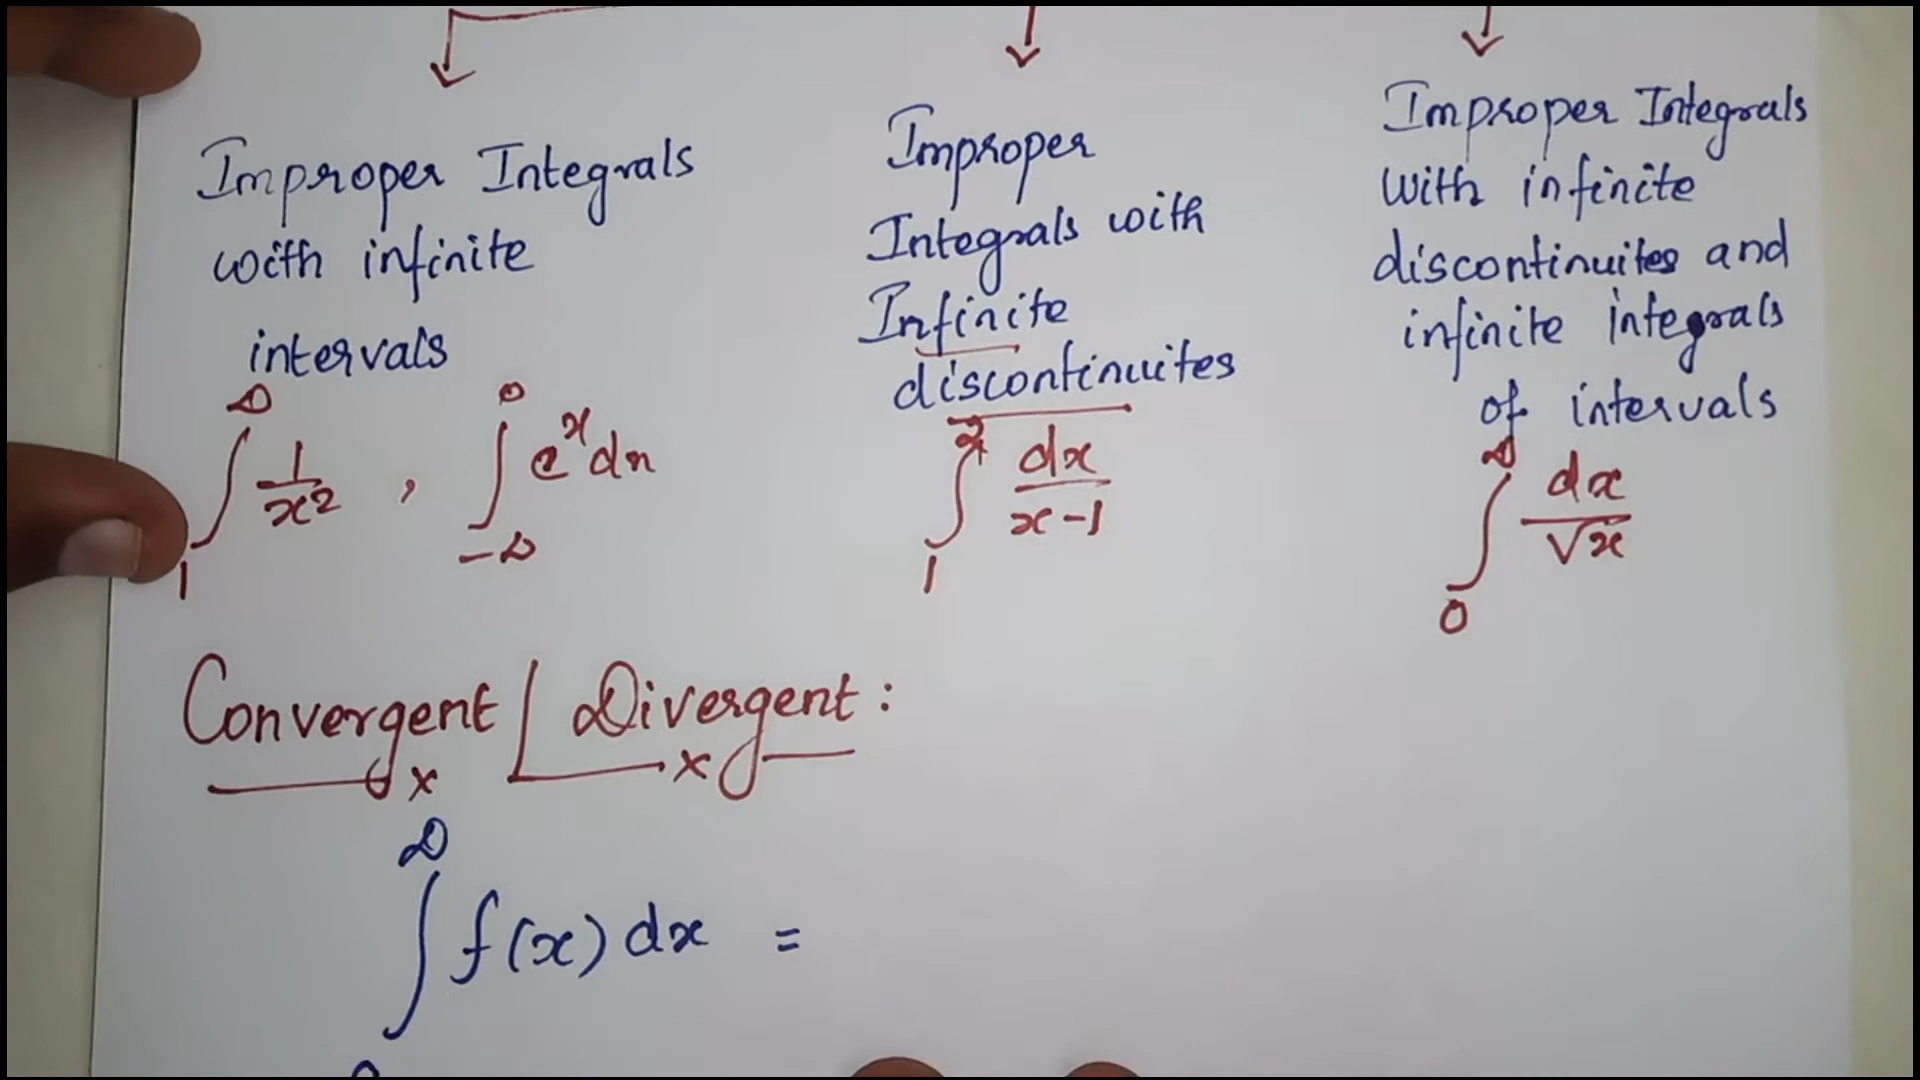 Improper Integrals
with infinite
intervals
∫₁^∞ 1/x² , ∫₋∞^0 e^x dx
Improper
Integrals with
Infinite
discontinuites
∫₁^2 dx/(x-1)
Improper Integrals
with infinite
discontinuites and
infinite integrals
of intervals
∫₀^∞ dx/√x
Convergent / Divergent :
∫^∞ f(x) dx =